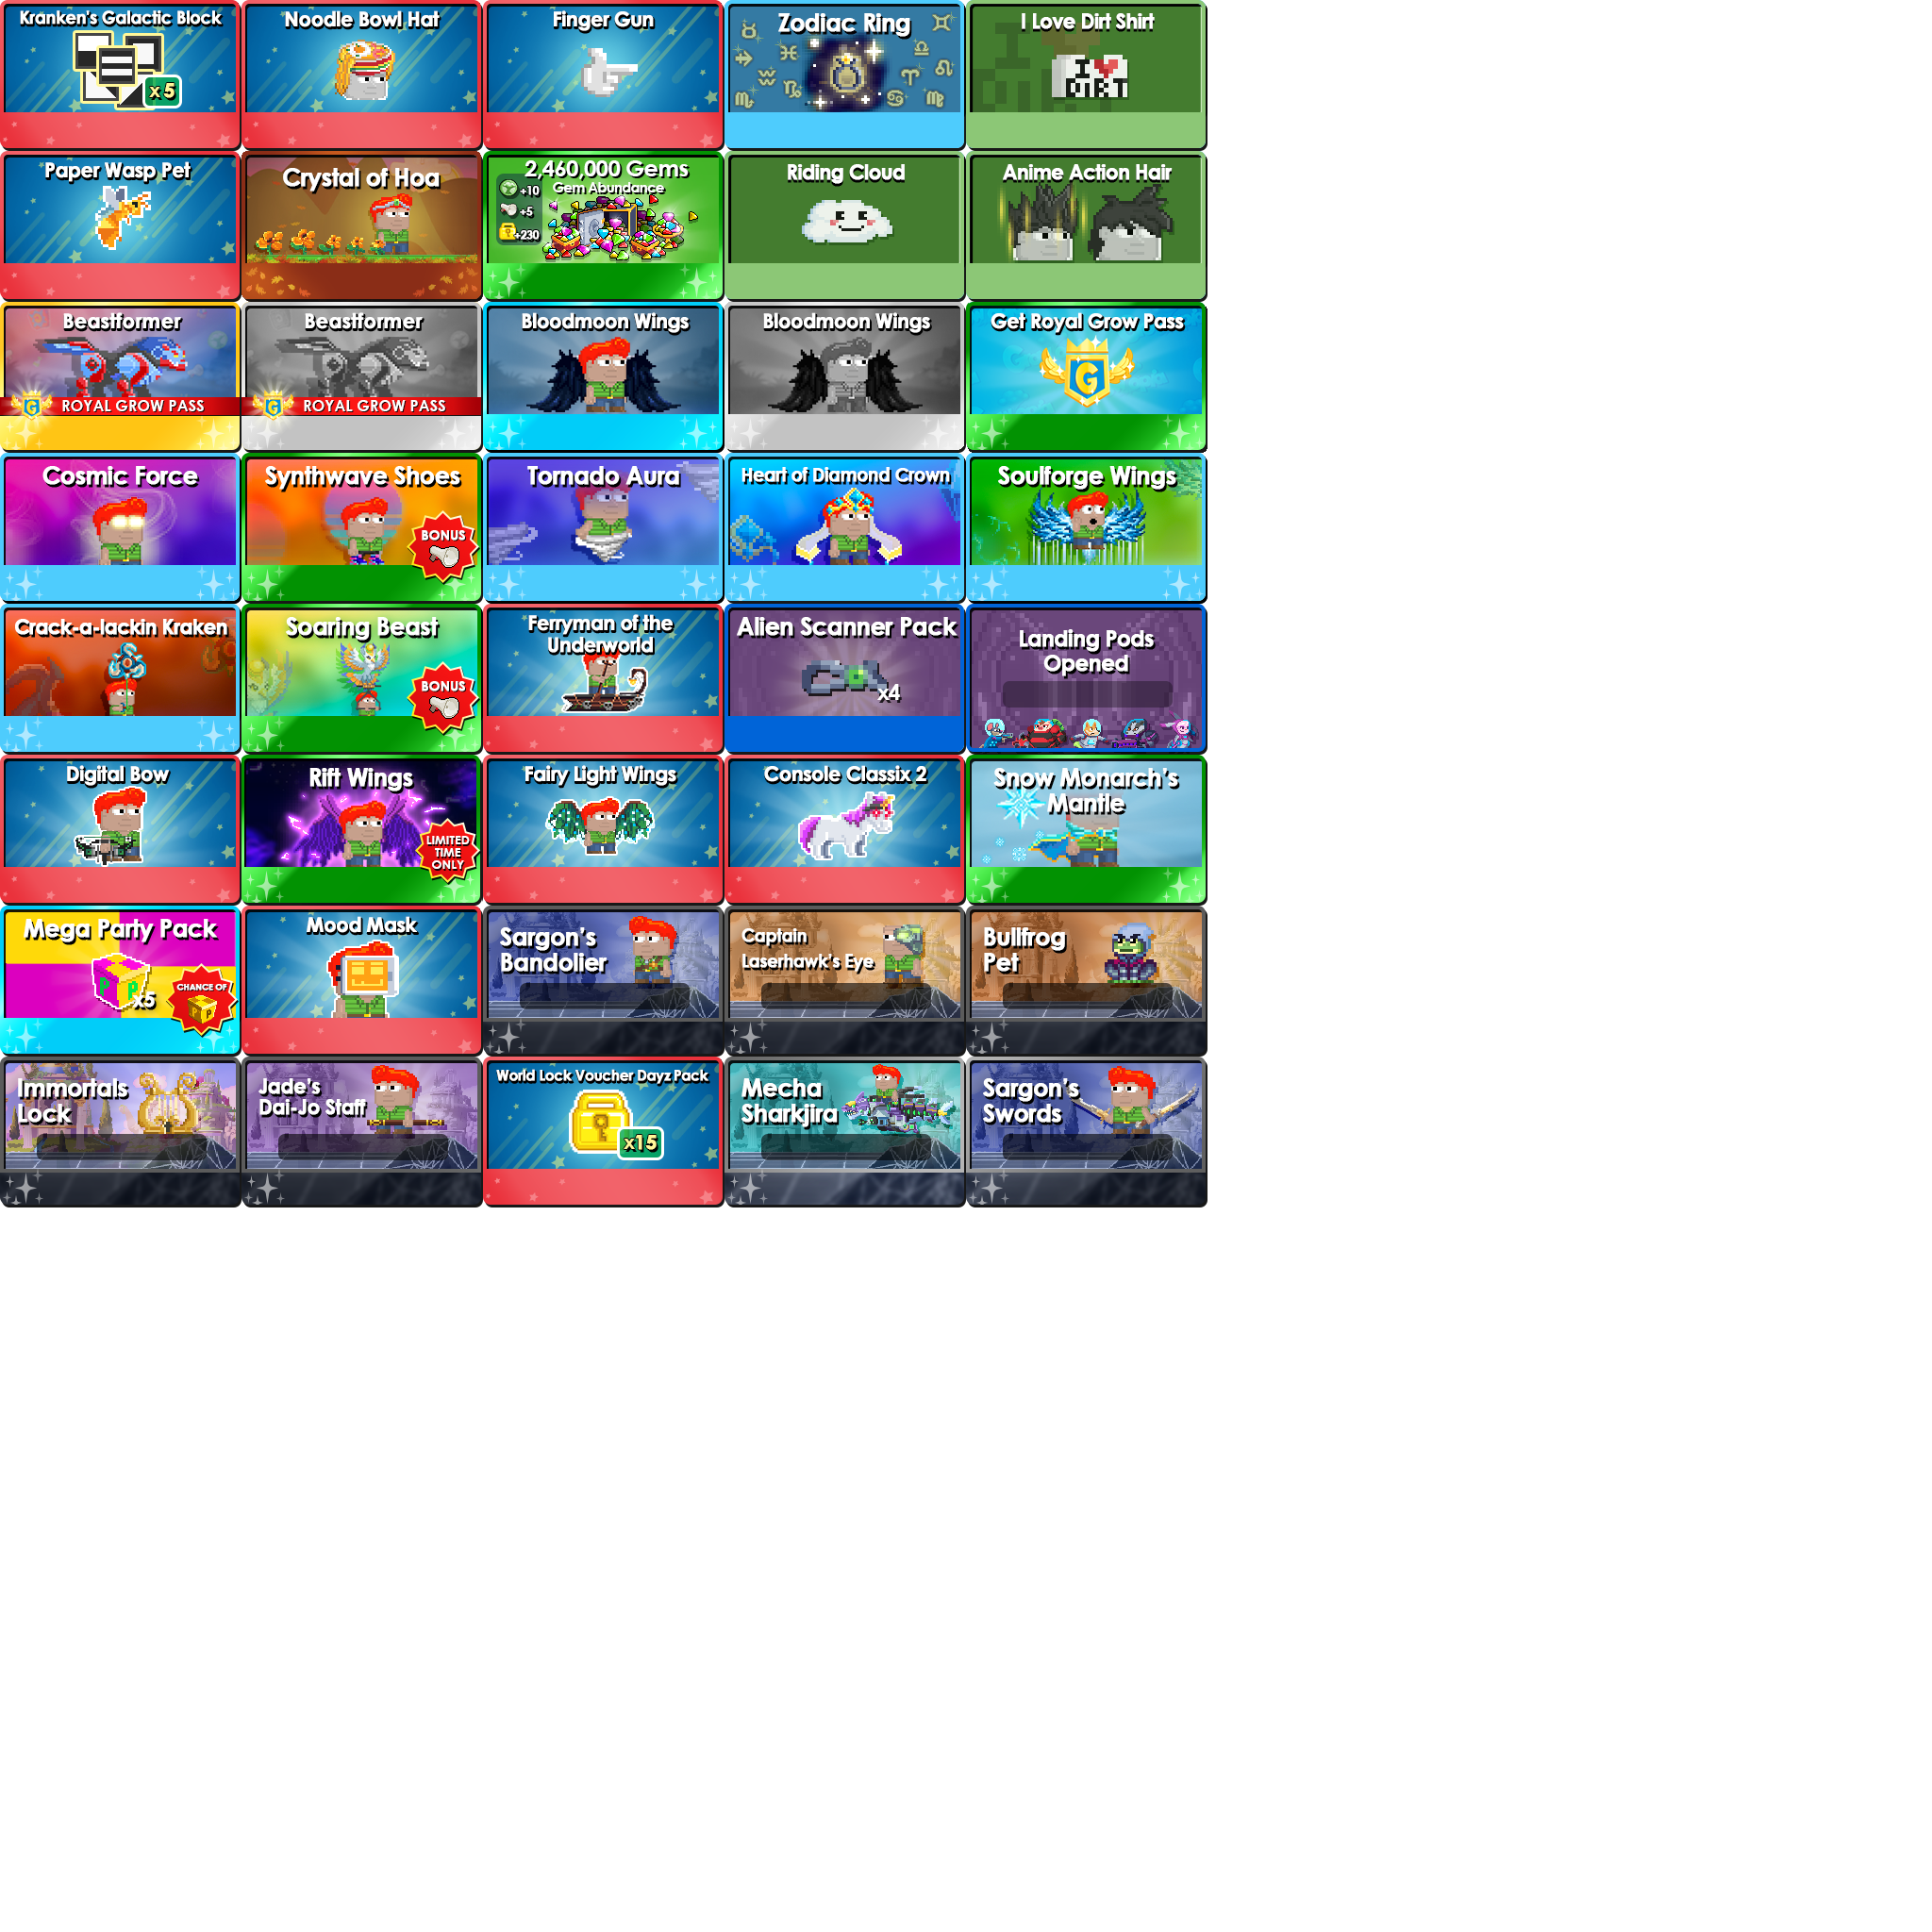 Kranken's Galactic Block
x5
Noodle Bowl Hat
Finger Gun
Zodiac Ring
I Love Dirt Shirt
I
DIRT
Paper Wasp Pet
Crystal of Hoa
2,460,000 Gems
Gem Abundance
+10
+5
+230
Riding Cloud
Anime Action Hair
Beastformer
G ROYAL GROW PASS
Beastformer
G ROYAL GROW PASS
Bloodmoon Wings
Bloodmoon Wings
Get Royal Grow Pass
G
Cosmic Force
Synthwave Shoes
BONUS
Tornado Aura
Heart of Diamond Crown
Soulforge Wings
Crack-a-lackin Kraken
Soaring Beast
BONUS
Ferryman of the
Underworld
Alien Scanner Pack
x4
Landing Pods
Opened
Digital Bow
Rift Wings
LIMITED
TIME
ONLY
Fairy Light Wings
Console Classix 2
Snow Monarch's
Mantle
Mega Party Pack
P P
x5
CHANCE OF
P P
Mood Mask
Sargon's
Bandolier
Captain
Laserhawk's Eye
Bullfrog
Pet
Immortals
Lock
Jade's
Dai-Jo Staff
World Lock Voucher Dayz Pack
x15
Mecha
Sharkjira
Sargon's
Swords